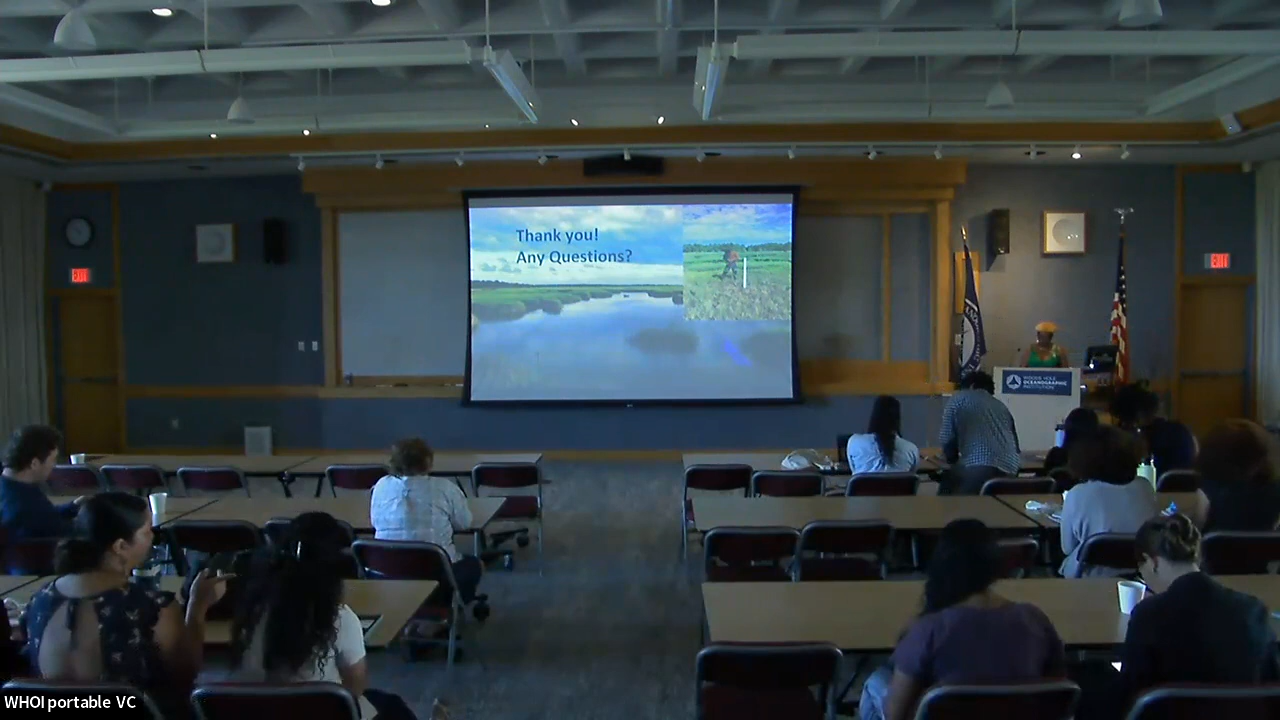 Thank you!
Any Questions?
EXIT
EXIT
WOODS HOLE
OCEANOGRAPHIC
INSTITUTION
WHOI portable VC